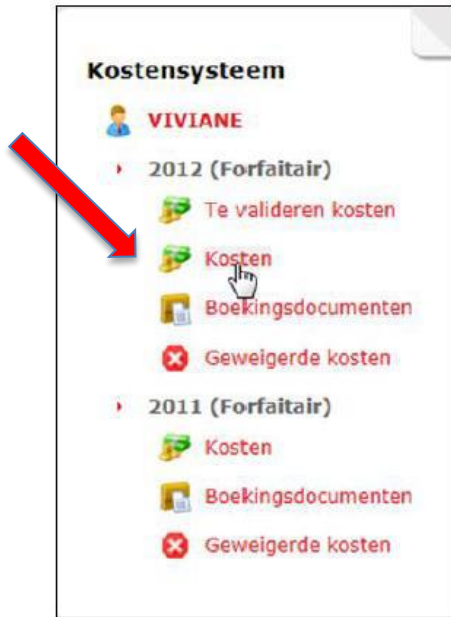 Kostensysteem
VIVIANE
2012 (Forfaitair)
Te valideren kosten
Kosten
Boekingsdocumenten
Geweigerde kosten
2011 (Forfaitair)
Kosten
Boekingsdocumenten
Geweigerde kosten